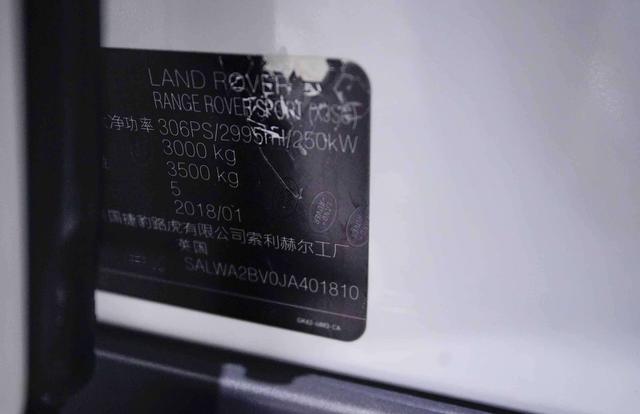 LAND ROVER
RANGE ROVER SPORT
净功率 306PS/2995ml/250kW
3000 kg
3500 kg
5
2018/01
国捷豹路虎有限公司索利赫尔工厂
英国
SALWA2BV0JA401810